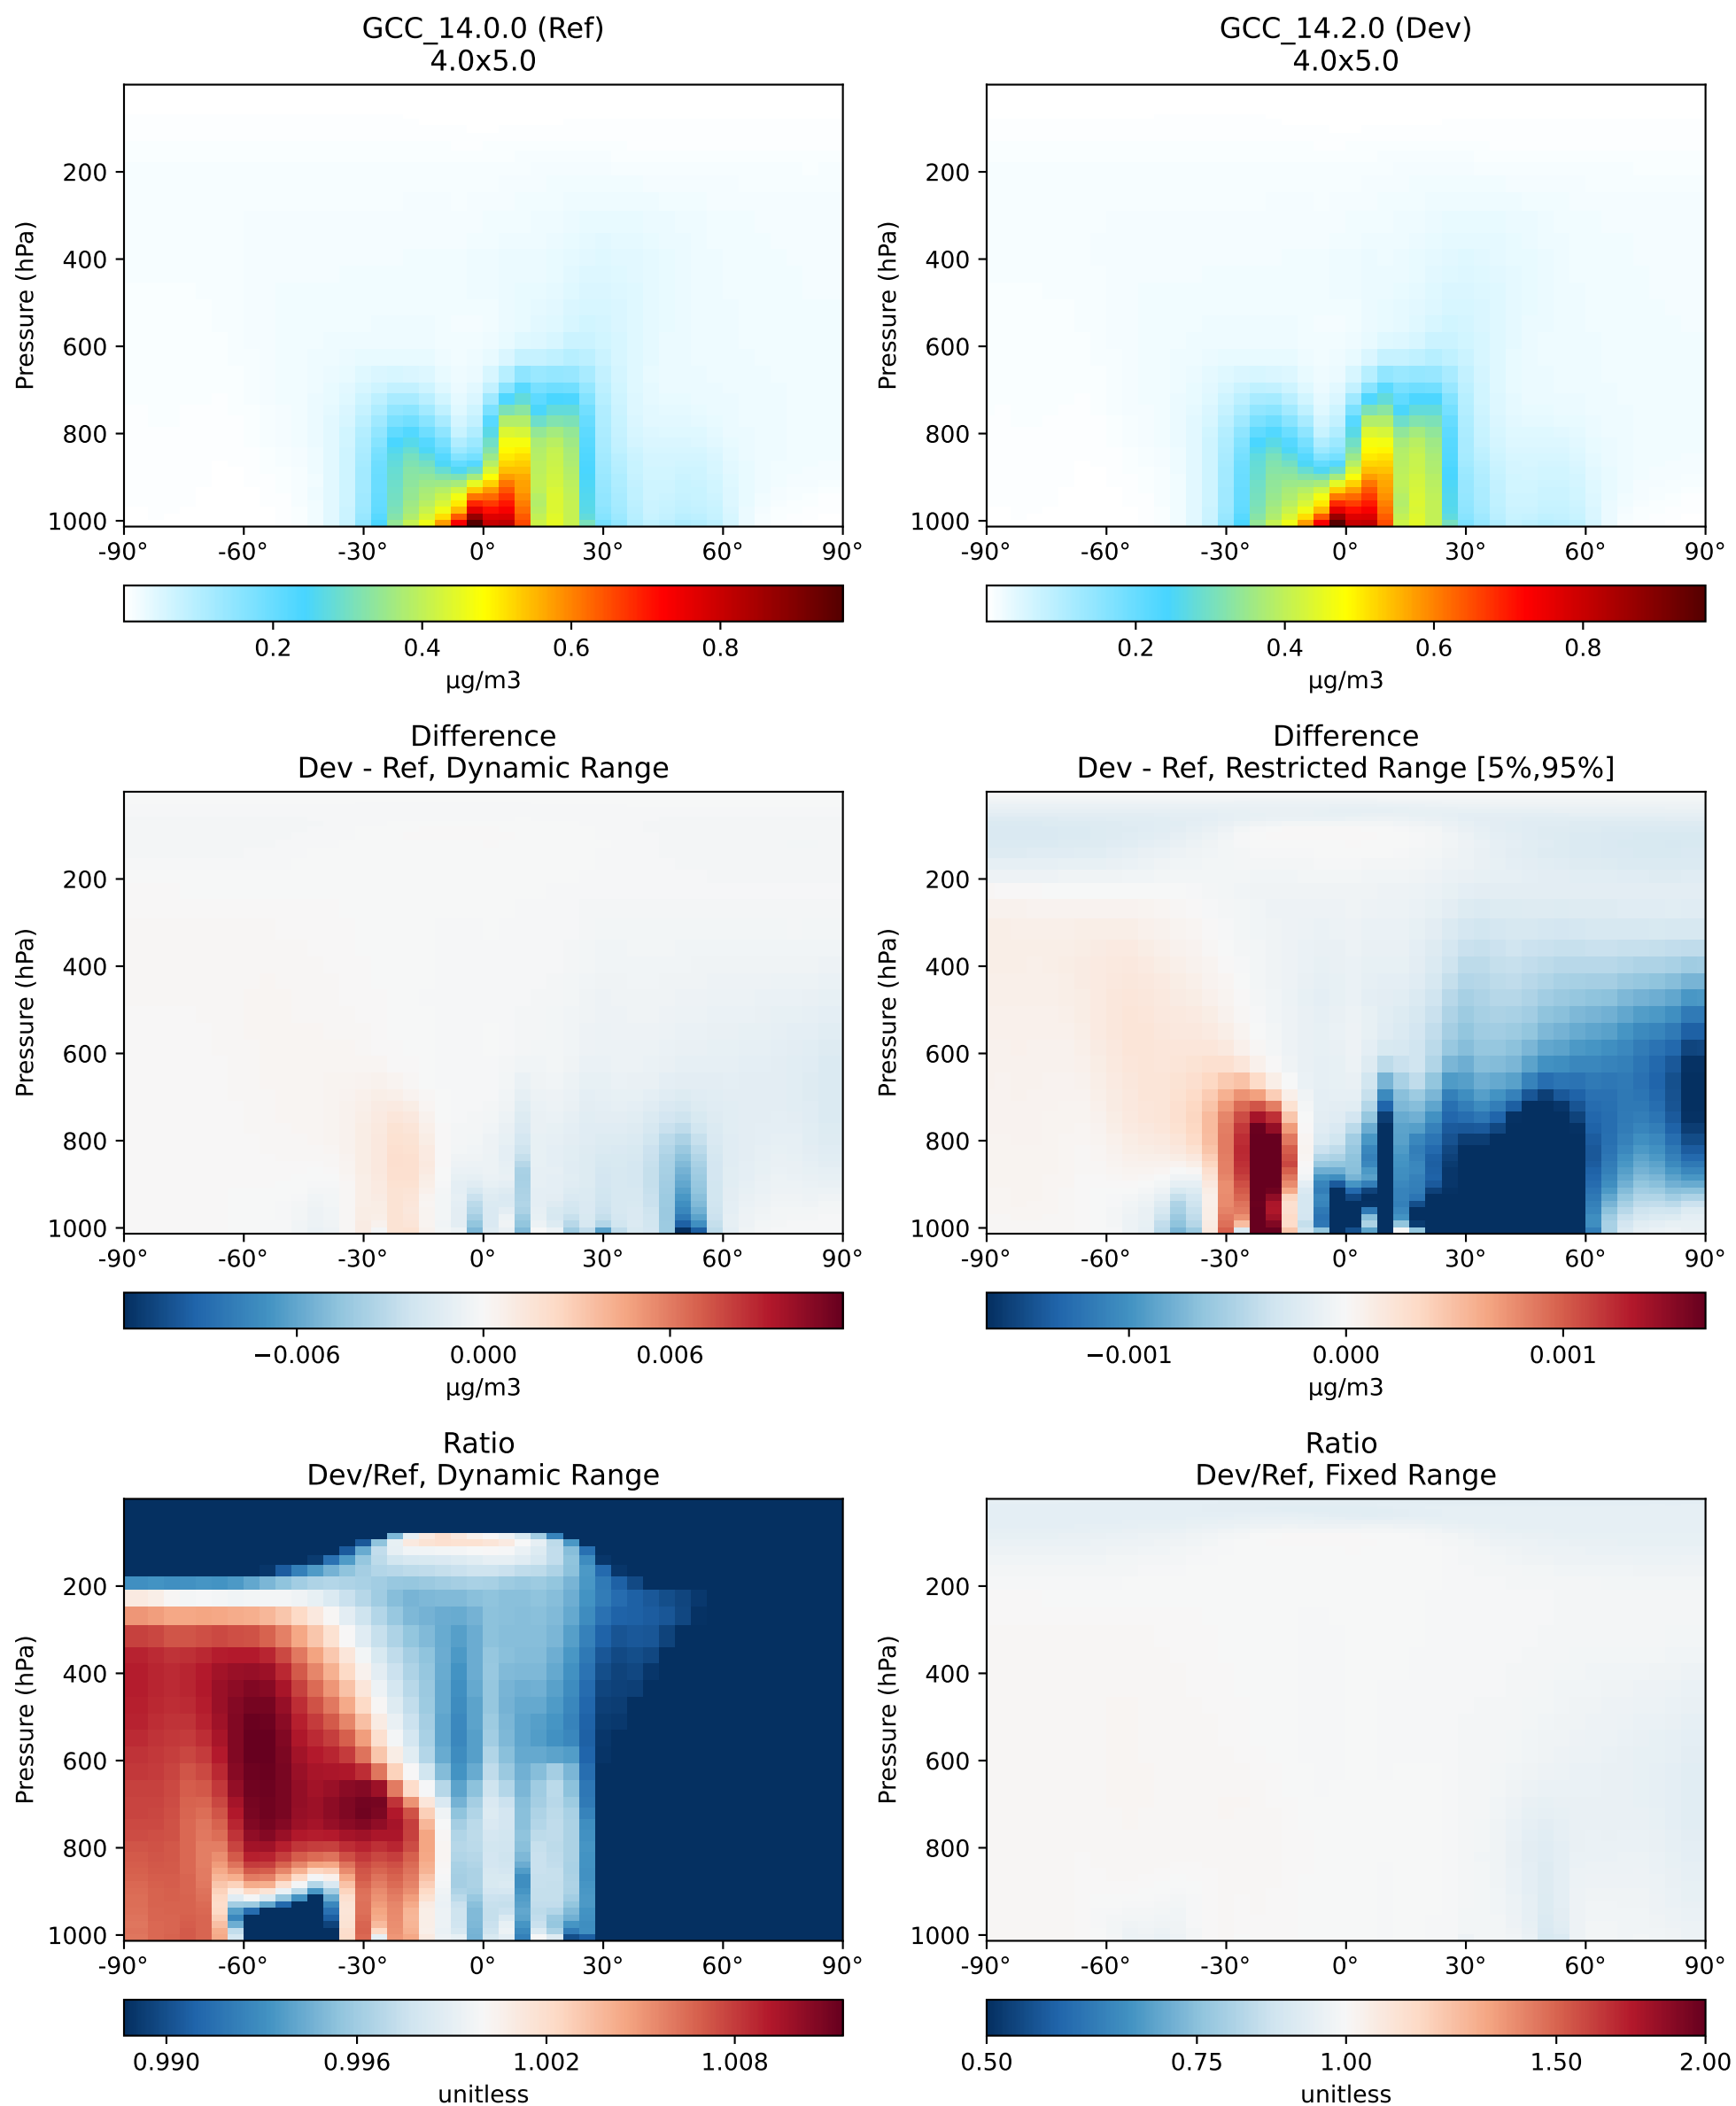 GCC_14.0.0 (Ref)
4.0x5.0
Pressure (hPa)
200
400
600
800
1000
-90° -60° -30° 0° 30° 60° 90°
0.2 0.4 0.6 0.8
µg/m3
GCC_14.2.0 (Dev)
4.0x5.0
Pressure (hPa)
200
400
600
800
1000
-90° -60° -30° 0° 30° 60° 90°
0.2 0.4 0.6 0.8
µg/m3
Difference
Dev - Ref, Dynamic Range
Pressure (hPa)
200
400
600
800
1000
-90° -60° -30° 0° 30° 60° 90°
−0.006 0.000 0.006
µg/m3
Difference
Dev - Ref, Restricted Range [5%,95%]
Pressure (hPa)
200
400
600
800
1000
-90° -60° -30° 0° 30° 60° 90°
−0.001 0.000 0.001
µg/m3
Ratio
Dev/Ref, Dynamic Range
Pressure (hPa)
200
400
600
800
1000
-90° -60° -30° 0° 30° 60° 90°
0.990 0.996 1.002 1.008
unitless
Ratio
Dev/Ref, Fixed Range
Pressure (hPa)
200
400
600
800
1000
-90° -60° -30° 0° 30° 60° 90°
0.50 0.75 1.00 1.50 2.00
unitless